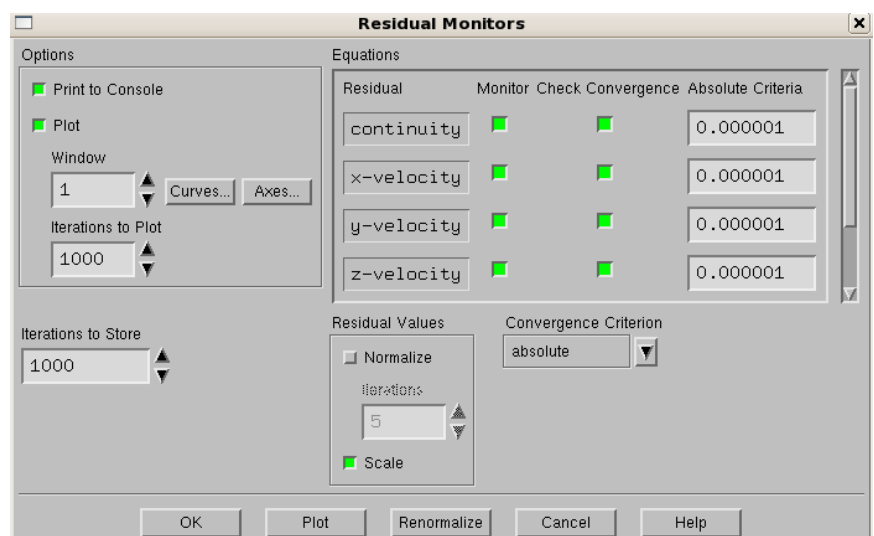 Residual Monitors
Options
Print to Console
Plot
Window
1
Curves...
Axes...
Iterations to Plot
1000
Iterations to Store
1000
Equations
Residual Monitor Check Convergence Absolute Criteria
continuity 0.000001
x-velocity 0.000001
y-velocity 0.000001
z-velocity 0.000001
Residual Values
Normalize
Iterations
5
Scale
Convergence Criterion
absolute
OK Plot Renormalize Cancel Help